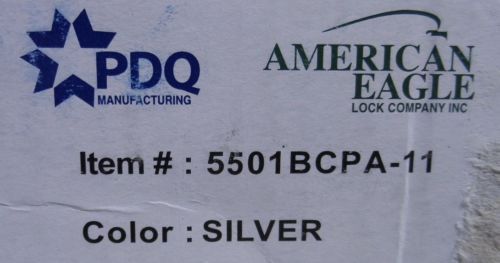 PDQ
MANUFACTURING
AMERICAN
EAGLE
LOCK COMPANY INC
Item # : 5501BCPA-11
Color : SILVER